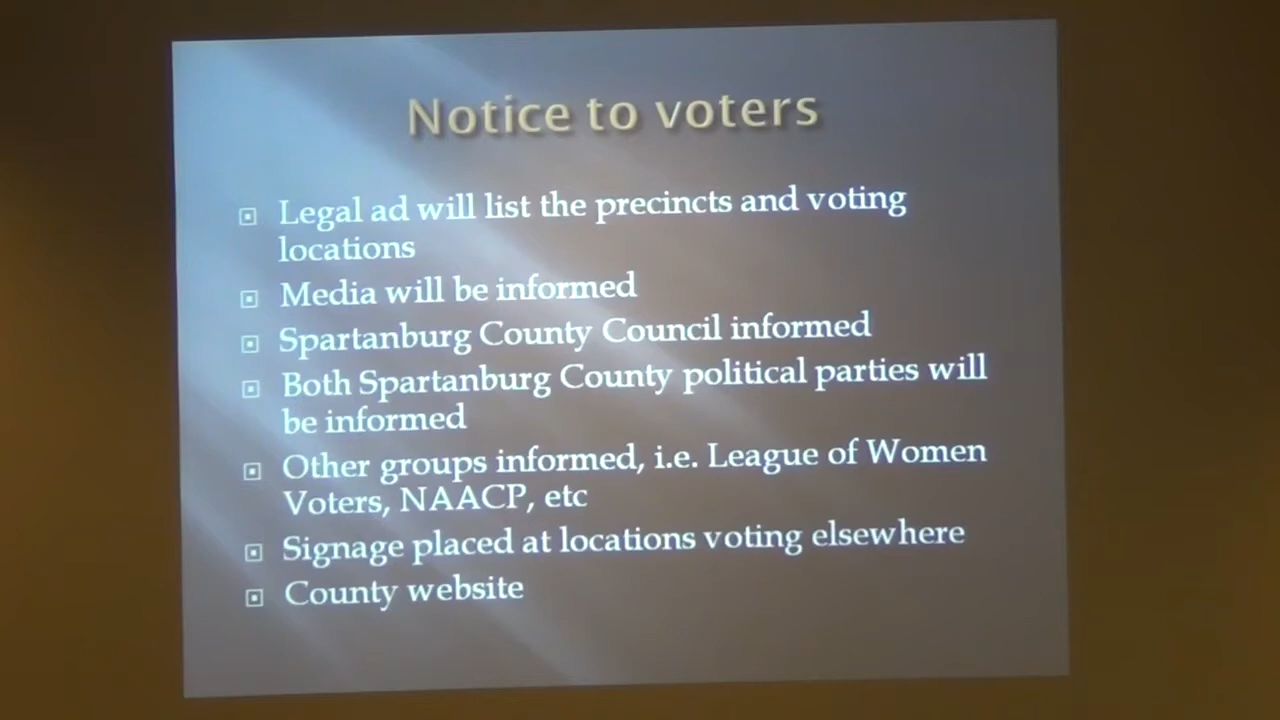 Notice to voters
Legal ad will list the precincts and voting
locations
Media will be informed
Spartanburg County Council informed
Both Spartanburg County political parties will
be informed
Other groups informed, i.e. League of Women
Voters, NAACP, etc
Signage placed at locations voting elsewhere
County website